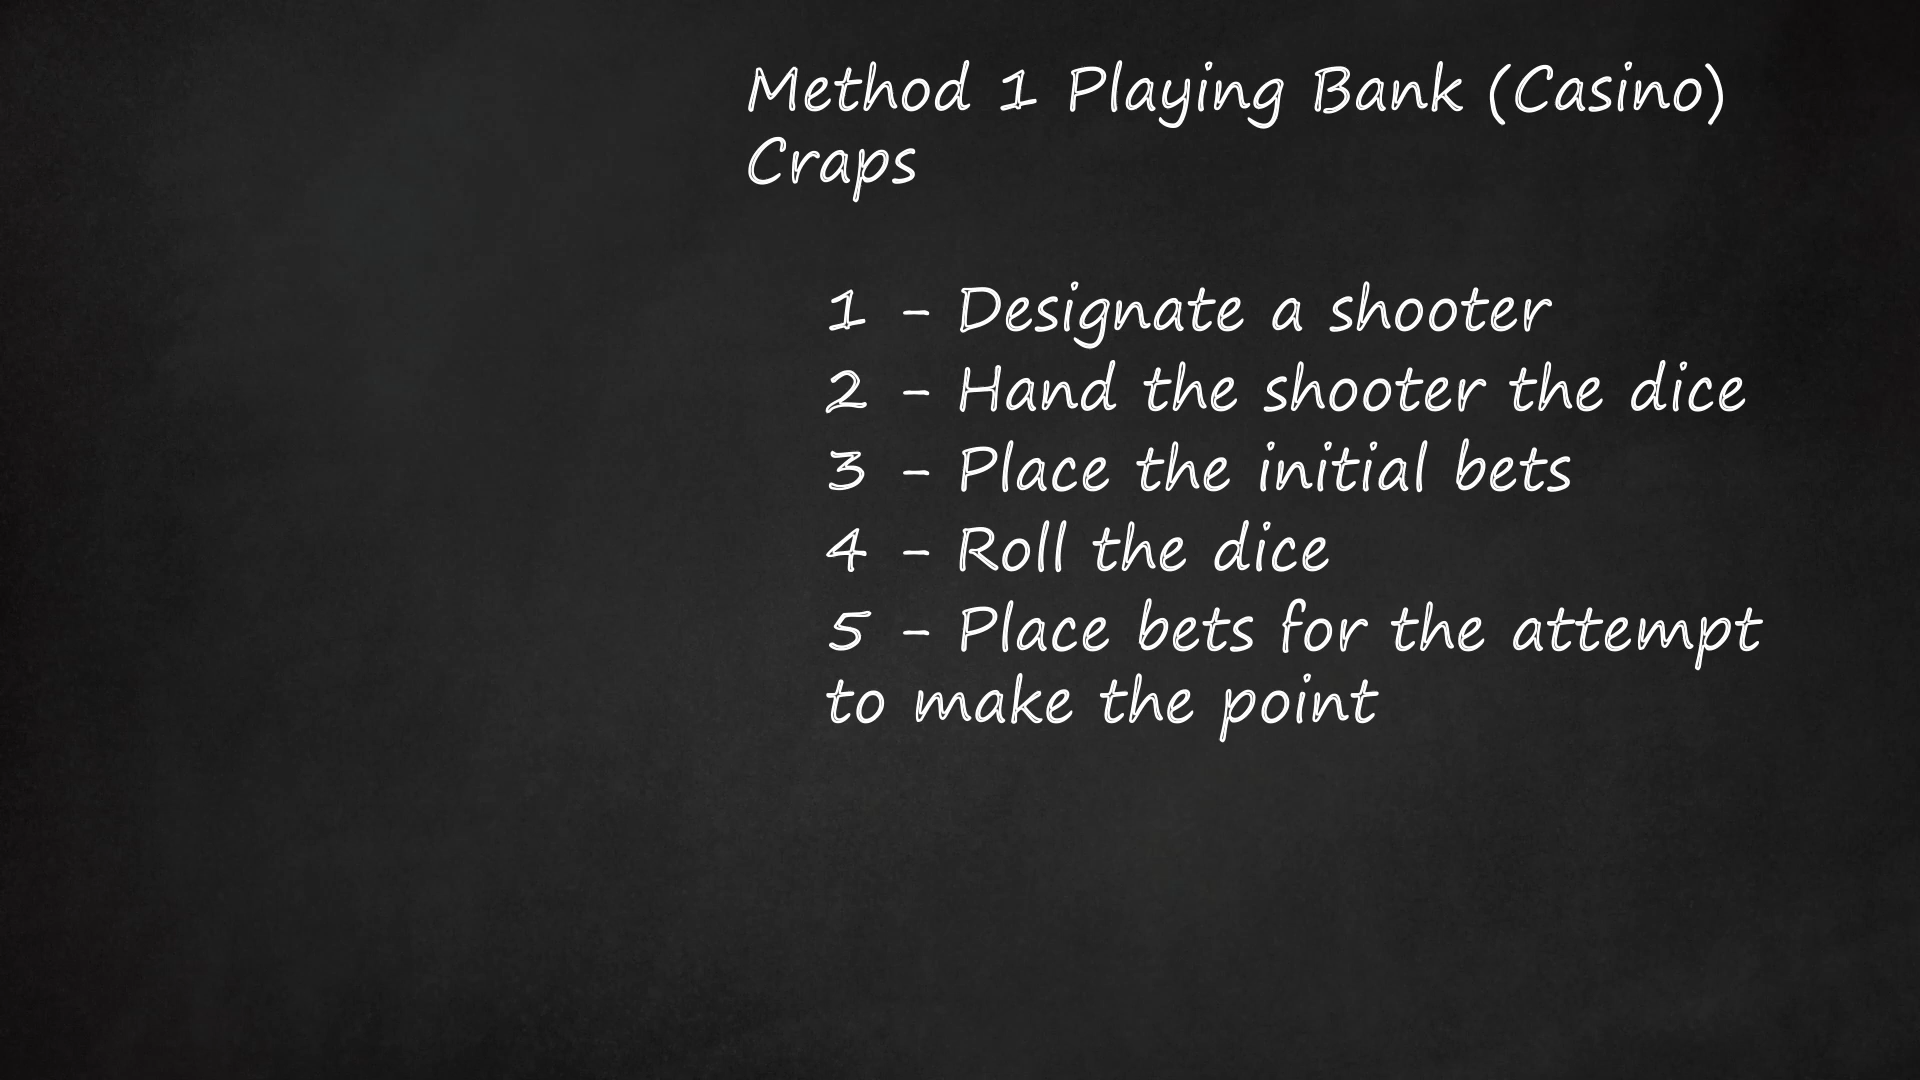 Method 1 Playing Bank (Casino)
Craps
1 - Designate a shooter
2 - Hand the shooter the dice
3 - Place the initial bets
4 - Roll the dice
5 - Place bets for the attempt
to make the point